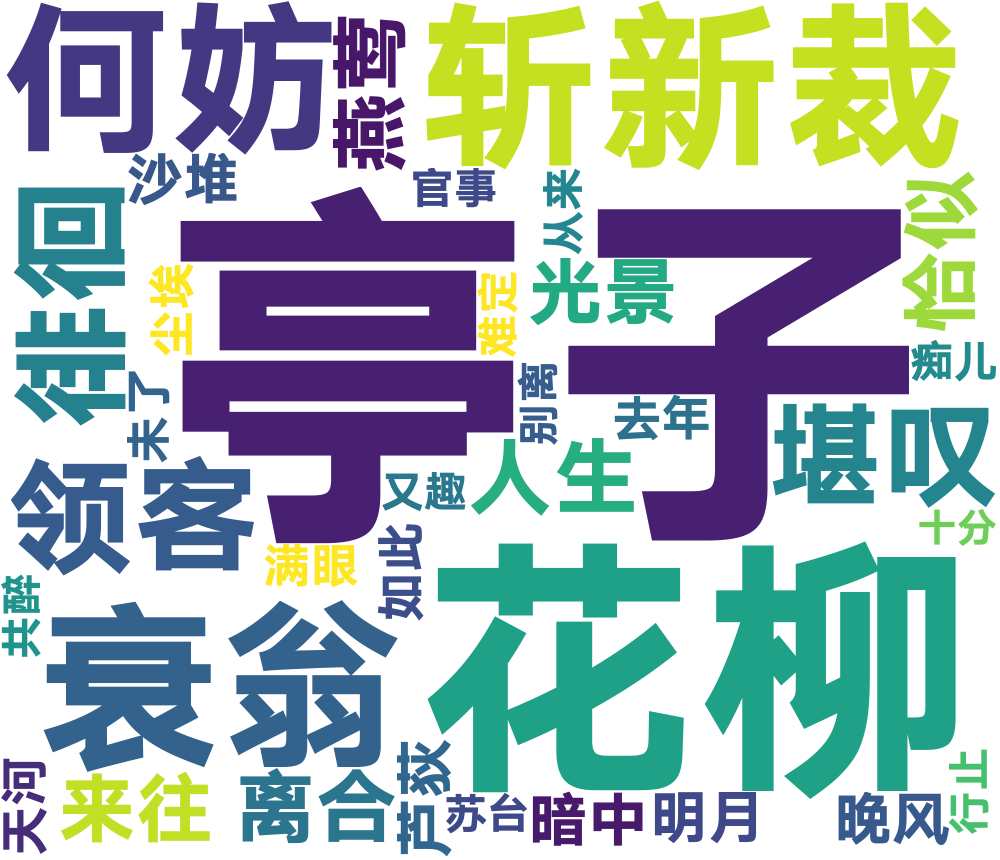 何妨
燕雩
斩新裁
沙堆
官事
从来
恰似
徘徊
亭子
尘埃
难定
光景
痴儿
未了
别离
去年
堪叹
领客
又趣
人生
十分
满眼
如此
共醉
衰翁
花柳
天河
来往
离合
芦荻
苏台
暗中
明月
晚风
行止